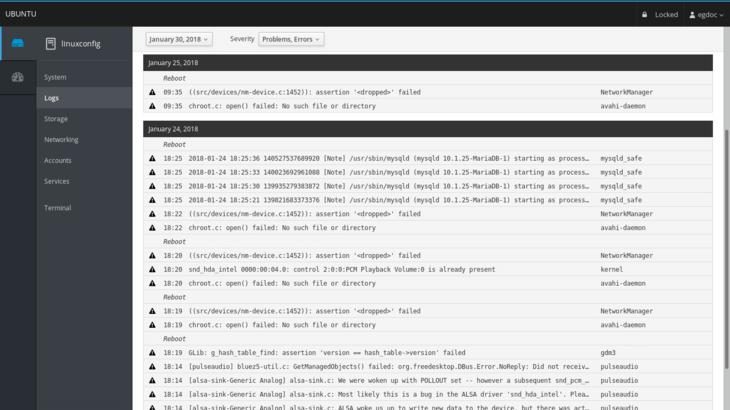 UBUNTU
Locked
egdoc
linuxconfig
System
Logs
Storage
Networking
Accounts
Services
Terminal
January 30, 2018
Severity
Problems, Errors
January 25, 2018
Reboot
09:35 ((src/devices/nm-device.c:1452)): assertion '<dropped>' failed NetworkManager
09:35 chroot.c: open() failed: No such file or directory avahi-daemon
January 24, 2018
Reboot
18:25 2018-01-24 18:25:36 140527537689920 [Note] /usr/sbin/mysqld (mysqld 10.1.25-MariaDB-1) starting as process… mysqld_safe
18:25 2018-01-24 18:25:33 140023692961088 [Note] /usr/sbin/mysqld (mysqld 10.1.25-MariaDB-1) starting as process… mysqld_safe
18:25 2018-01-24 18:25:30 139935279383872 [Note] /usr/sbin/mysqld (mysqld 10.1.25-MariaDB-1) starting as process… mysqld_safe
18:25 2018-01-24 18:25:21 139821683373376 [Note] /usr/sbin/mysqld (mysqld 10.1.25-MariaDB-1) starting as process… mysqld_safe
18:22 ((src/devices/nm-device.c:1452)): assertion '<dropped>' failed NetworkManager
18:22 chroot.c: open() failed: No such file or directory avahi-daemon
Reboot
18:20 ((src/devices/nm-device.c:1452)): assertion '<dropped>' failed NetworkManager
18:20 snd_hda_intel 0000:00:04.0: control 2:0:0:PCM Playback Volume:0 is already present kernel
18:20 chroot.c: open() failed: No such file or directory avahi-daemon
Reboot
18:19 ((src/devices/nm-device.c:1452)): assertion '<dropped>' failed NetworkManager
18:19 chroot.c: open() failed: No such file or directory avahi-daemon
Reboot
18:19 GLib: g_hash_table_find: assertion 'version == hash_table->version' failed gdm3
18:14 [pulseaudio] bluez5-util.c: GetManagedObjects() failed: org.freedesktop.DBus.Error.NoReply: Did not receiv… pulseaudio
18:14 [alsa-sink-Generic Analog] alsa-sink.c: We were woken up with POLLOUT set -- however a subsequent snd_pcm_… pulseaudio
18:14 [alsa-sink-Generic Analog] alsa-sink.c: Most likely this is a bug in the ALSA driver 'snd_hda_intel'. Plea… pulseaudio
18:14 [alsa-sink-Generic Analog] alsa-sink.c: ALSA woke us up to write new data to the device, but there was act… pulseaudio